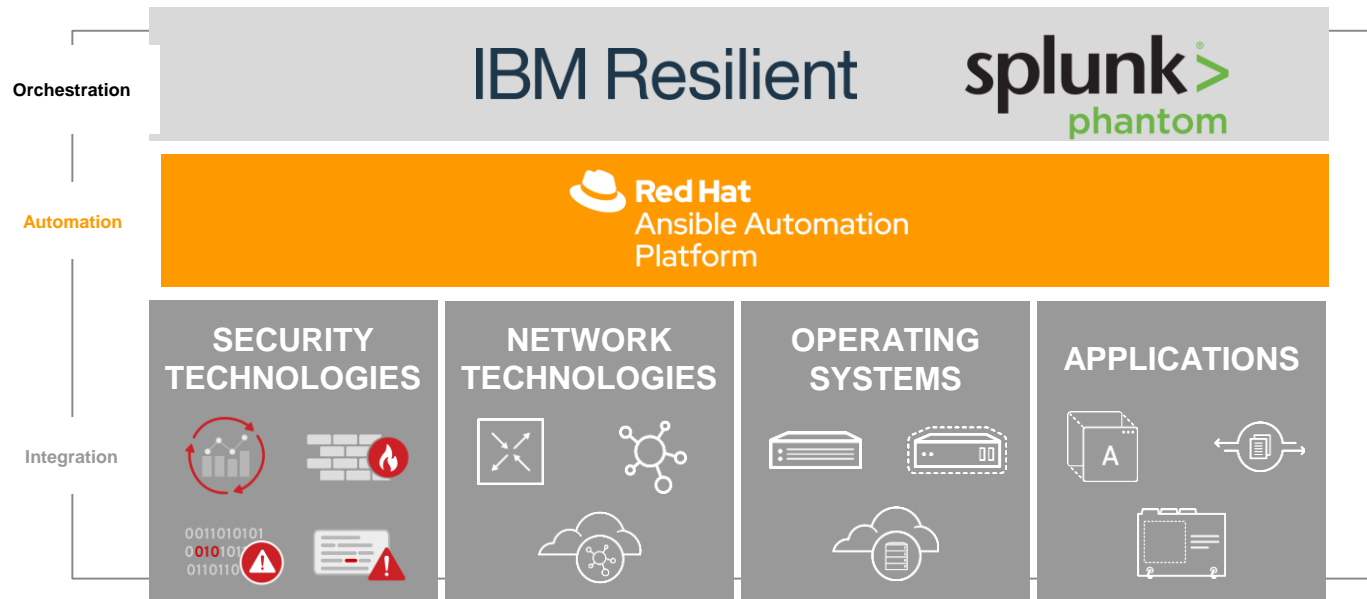 Orchestration
IBM Resilient
splunk>®
phantom
Automation
Red Hat
Ansible Automation
Platform
Integration
SECURITY
TECHNOLOGIES
0011010101
0010101
0110110
NETWORK
TECHNOLOGIES
OPERATING
SYSTEMS
APPLICATIONS
A